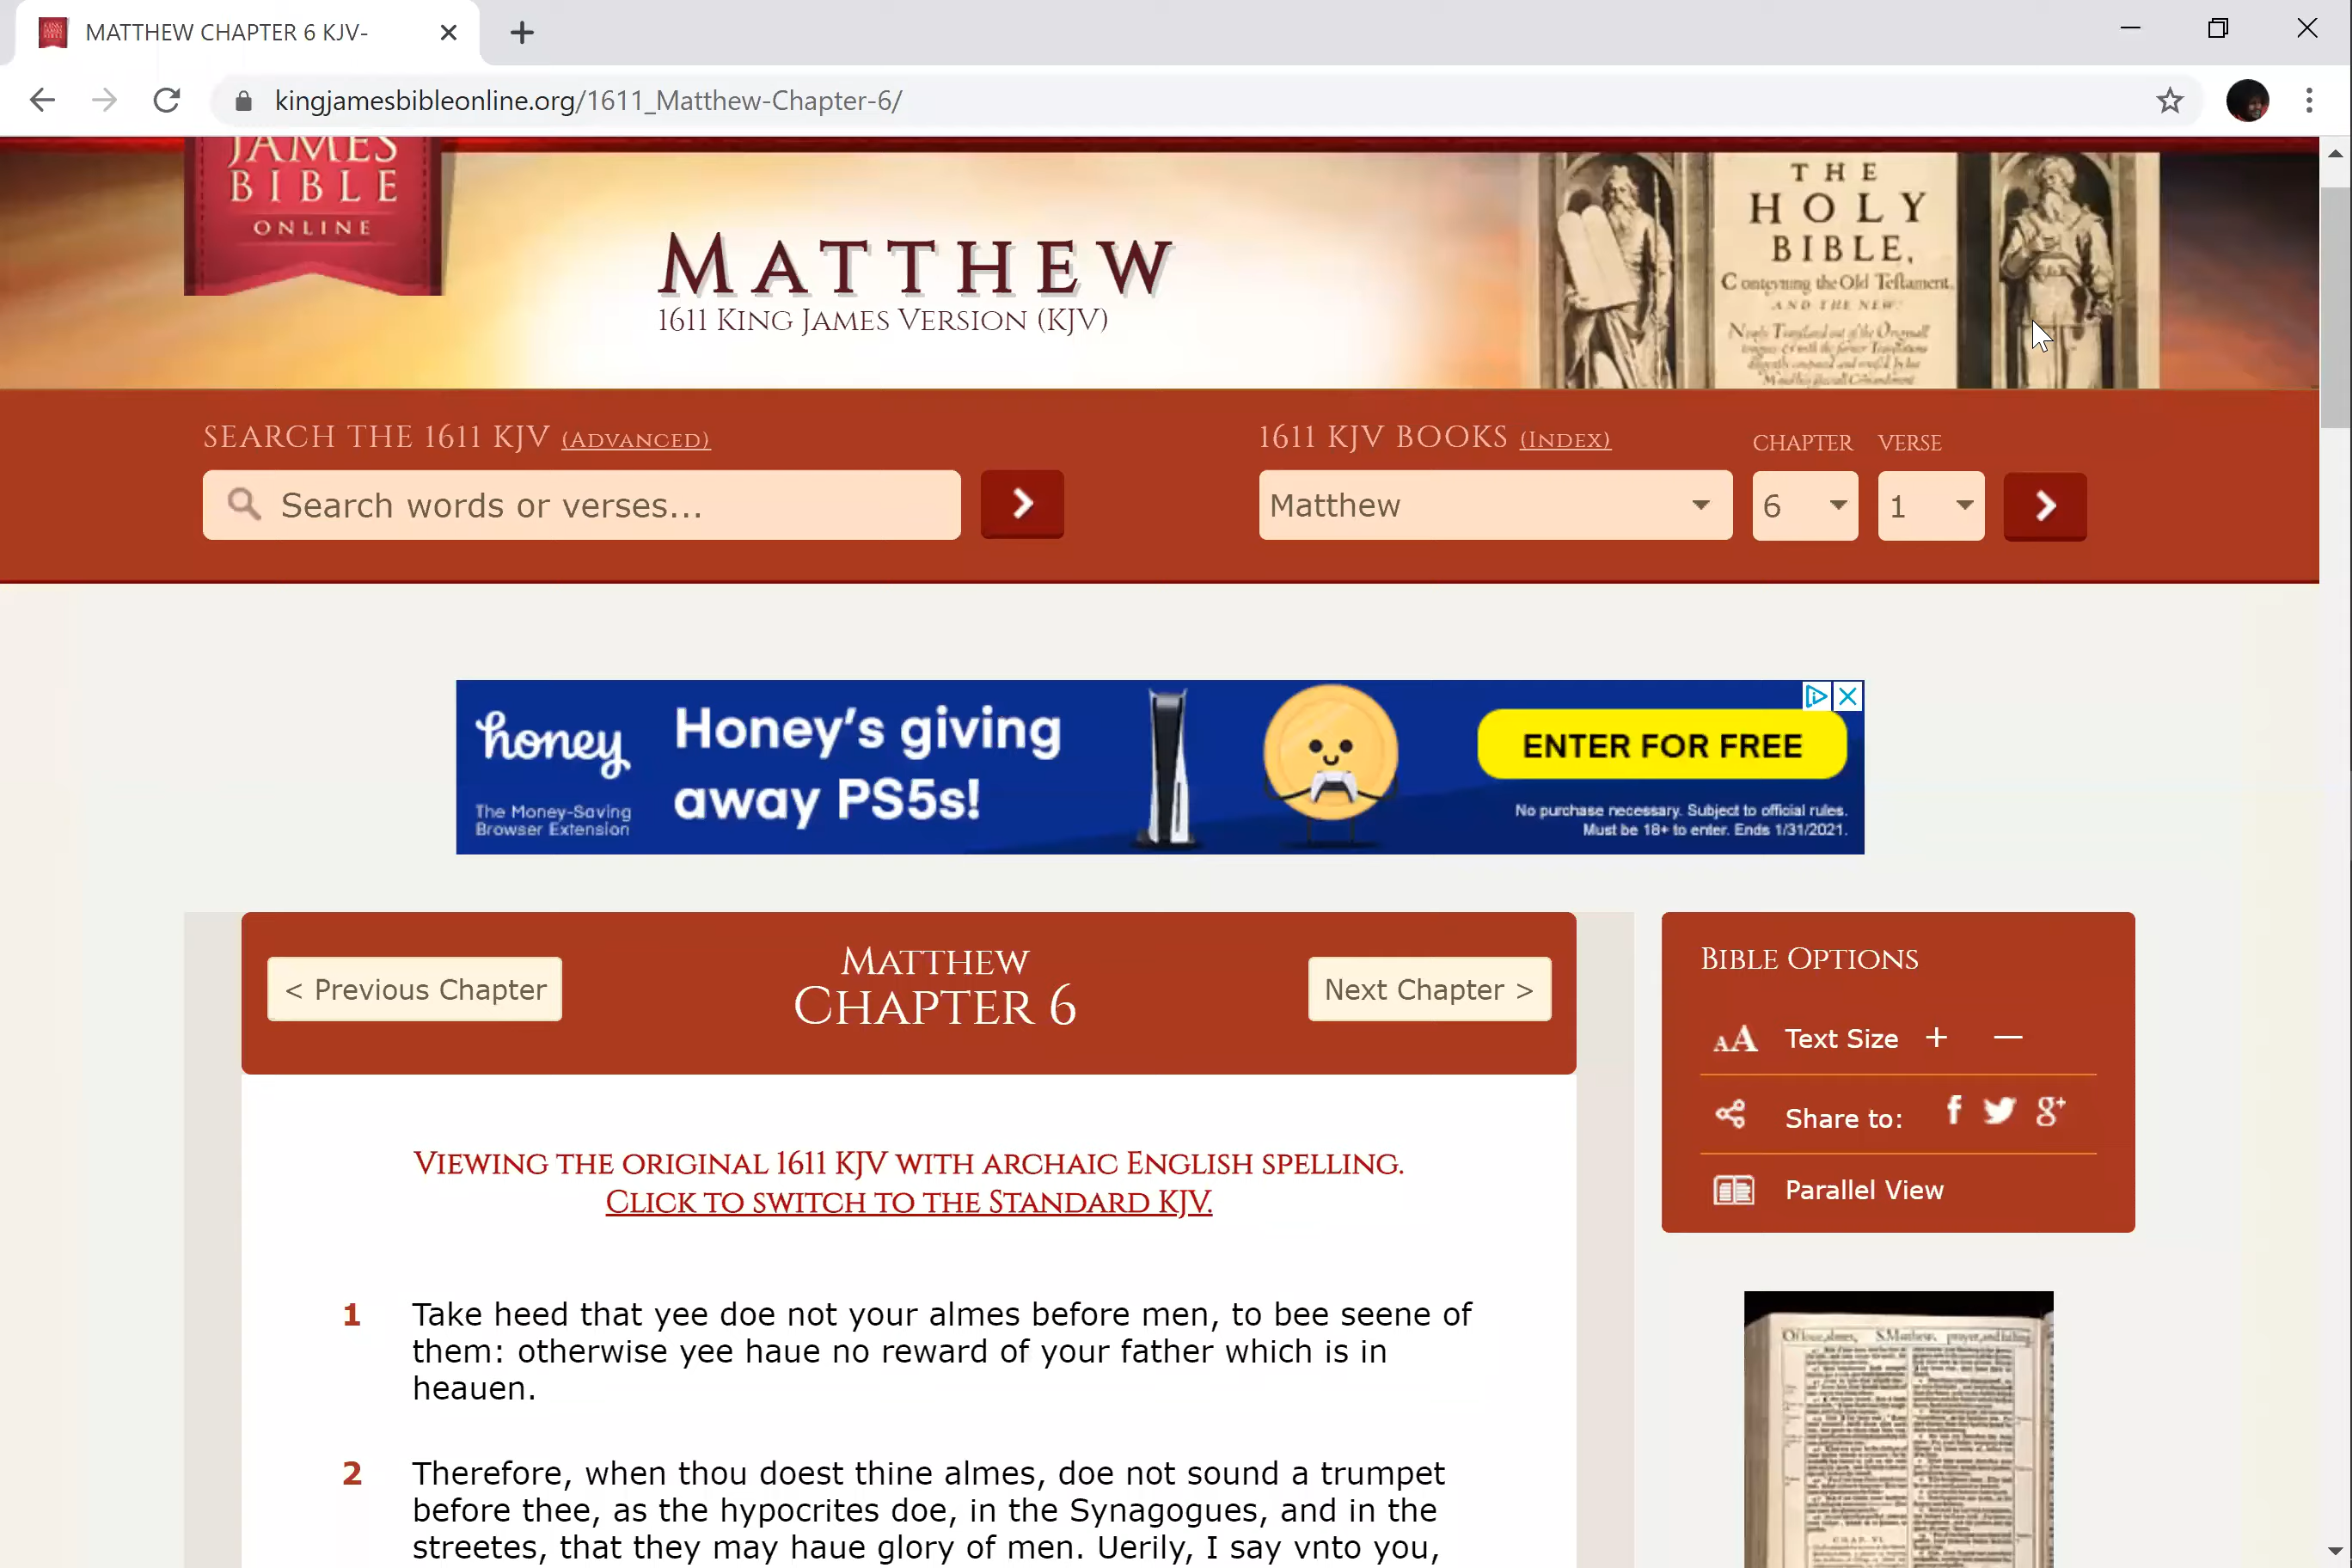 MATTHEW CHAPTER 6 KJV-
kingjamesbibleonline.org/1611_Matthew-Chapter-6/
JAMES
BIBLE
ONLINE
MATTHEW
1611 KING JAMES VERSION (KJV)
THE
HOLY
BIBLE,
Conteyning the Old Testament,
AND THE NEW:
SEARCH THE 1611 KJV (ADVANCED)
Search words or verses...
1611 KJV BOOKS (INDEX)
CHAPTER
VERSE
Matthew
6
1
honey
The Money-Saving
Browser Extension
Honey's giving
away PS5s!
ENTER FOR FREE
No purchase necessary. Subject to official rules.
Must be 18+ to enter. Ends 1/31/2021.
< Previous Chapter
MATTHEW
CHAPTER 6
Next Chapter >
BIBLE OPTIONS
AA Text Size + —
Share to: f g+
Parallel View
VIEWING THE ORIGINAL 1611 KJV WITH ARCHAIC ENGLISH SPELLING.
CLICK TO SWITCH TO THE STANDARD KJV.
1 Take heed that yee doe not your almes before men, to bee seene of
them: otherwise yee haue no reward of your father which is in
heauen.
2 Therefore, when thou doest thine almes, doe not sound a trumpet
before thee, as the hypocrites doe, in the Synagogues, and in the
streetes, that they may haue glory of men. Uerily, I say vnto you,
S.Matthew. prayer, and fasting.